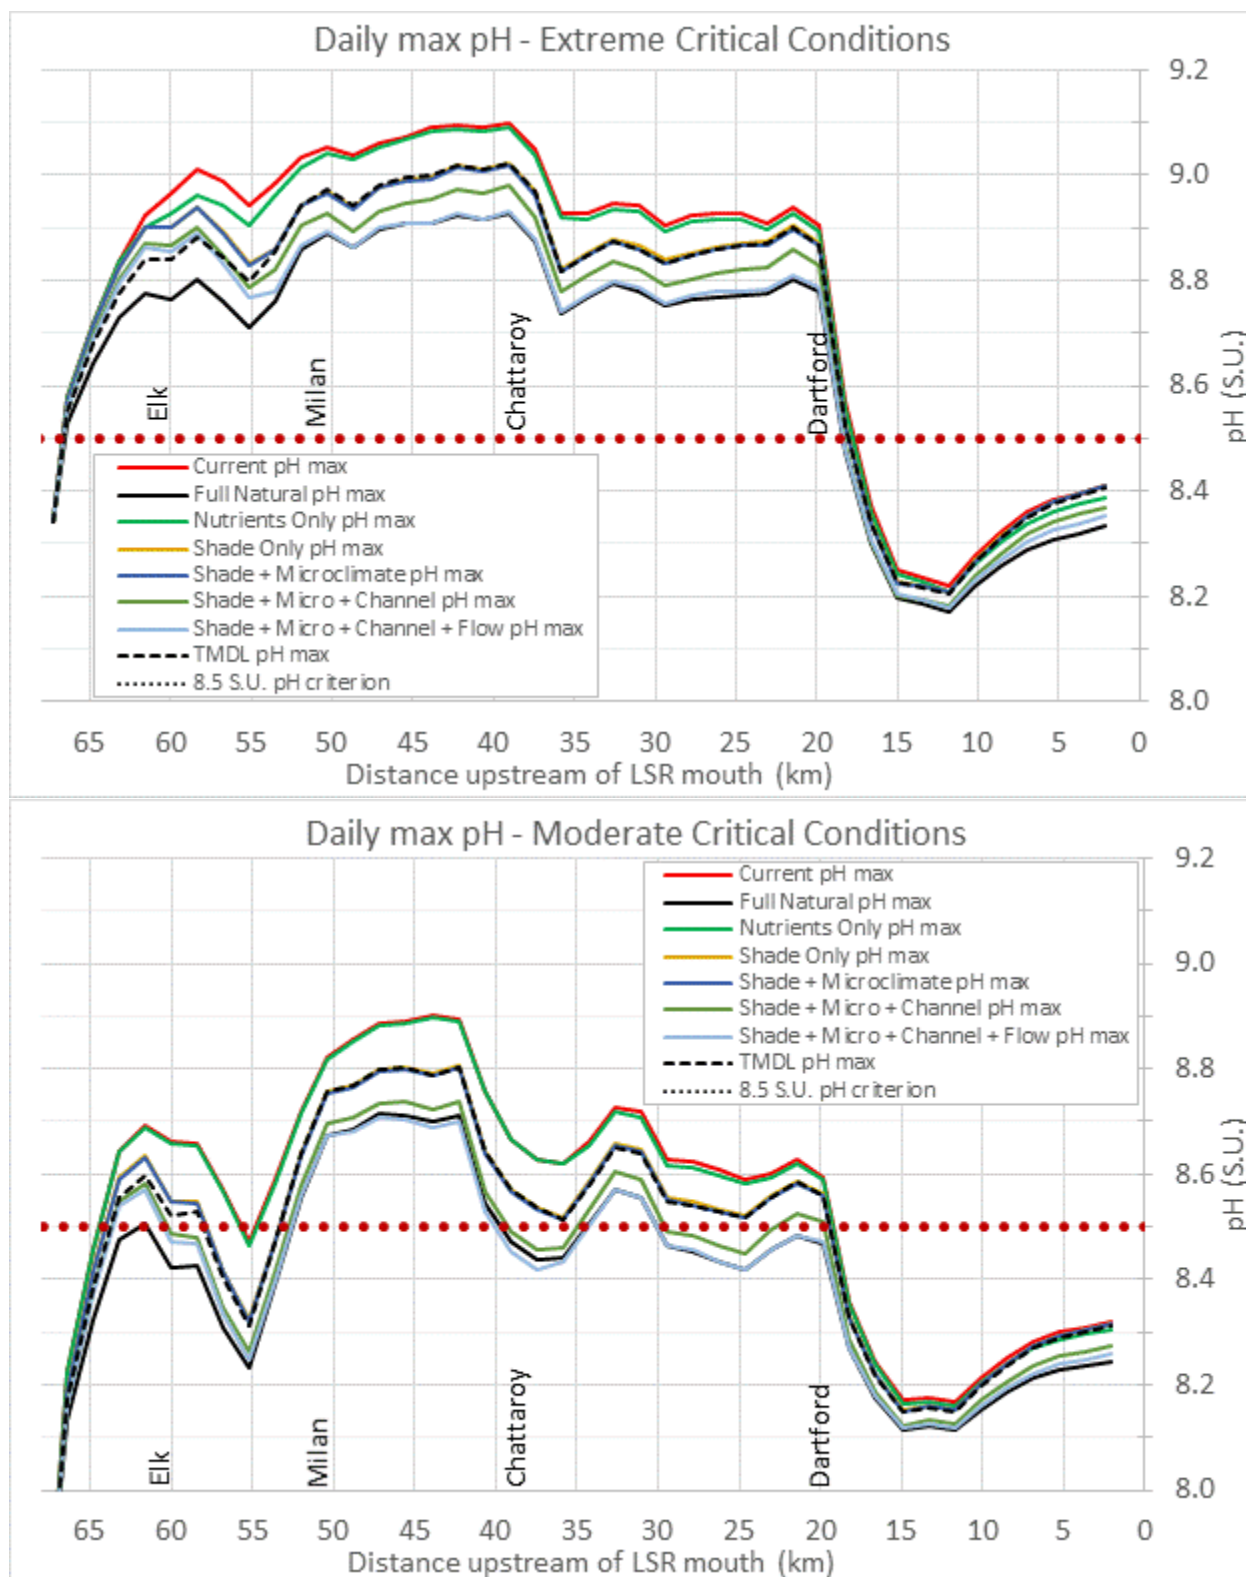 Daily max pH - Extreme Critical Conditions
9.2
9.0
8.8
8.6
8.4
8.2
8.0
pH (S.U.)
Elk
Milan
Chattaroy
Dartford
Current pH max
Full Natural pH max
Nutrients Only pH max
Shade Only pH max
Shade + Microclimate pH max
Shade + Micro + Channel pH max
Shade + Micro + Channel + Flow pH max
TMDL pH max
8.5 S.U. pH criterion
65 60 55 50 45 40 35 30 25 20 15 10 5 0
Distance upstream of LSR mouth (km)
Daily max pH - Moderate Critical Conditions
9.2
9.0
8.8
8.6
8.4
8.2
8.0
pH (S.U.)
Current pH max
Full Natural pH max
Nutrients Only pH max
Shade Only pH max
Shade + Microclimate pH max
Shade + Micro + Channel pH max
Shade + Micro + Channel + Flow pH max
TMDL pH max
8.5 S.U. pH criterion
Elk
Milan
Chattaroy
Dartford
65 60 55 50 45 40 35 30 25 20 15 10 5 0
Distance upstream of LSR mouth (km)